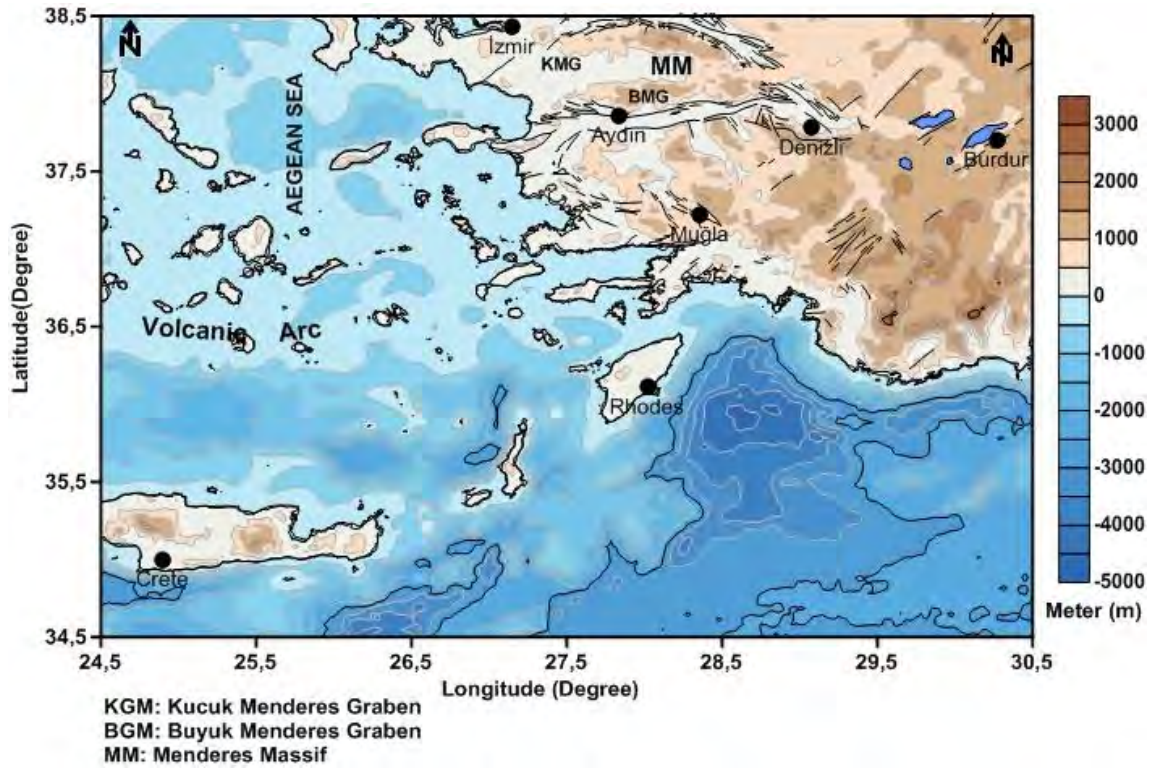 38,5
37,5
36,5
35,5
34,5
Latitude(Degree)
N
N
İzmir
KMG
MM
BMG
Aydın
Denizli
Burdur
AEGEAN SEA
Muğla
Volcanic Arc
Rhodes
Crete
24,5 25,5 26,5 27,5 28,5 29,5 30,5
Longitude (Degree)
3000
2000
1000
0
-1000
-2000
-3000
-4000
-5000
Meter (m)
KGM: Kucuk Menderes Graben
BGM: Buyuk Menderes Graben
MM: Menderes Massif